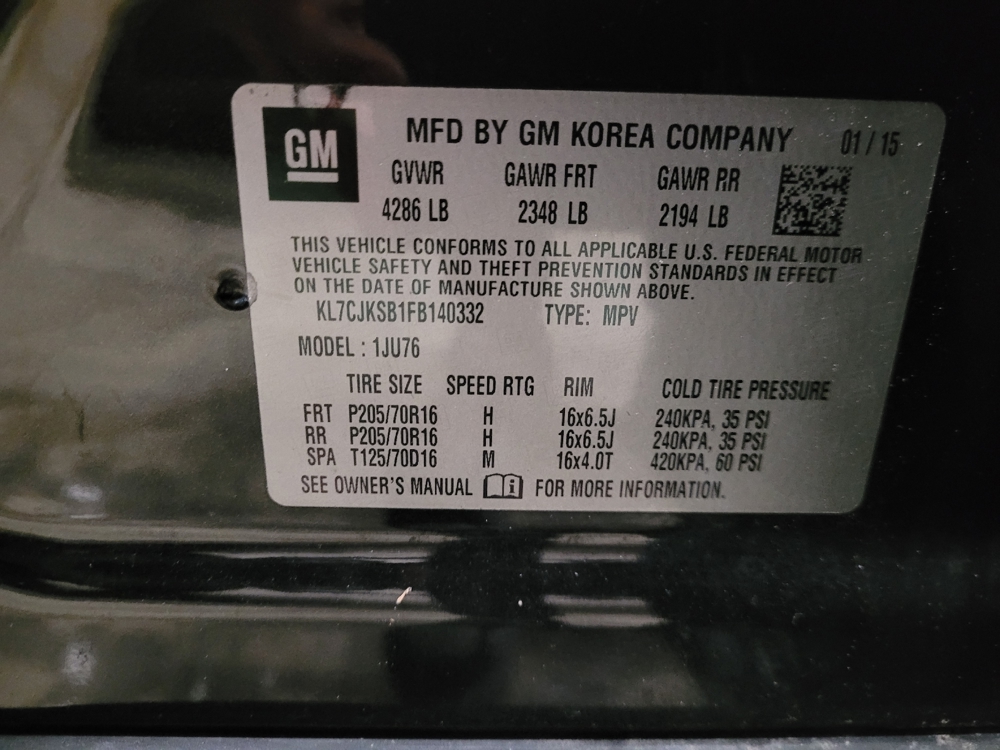 GM
MFD BY GM KOREA COMPANY 01 / 15
GVWR GAWR FRT GAWR RR
4286 LB 2348 LB 2194 LB
THIS VEHICLE CONFORMS TO ALL APPLICABLE U.S. FEDERAL MOTOR
VEHICLE SAFETY AND THEFT PREVENTION STANDARDS IN EFFECT
ON THE DATE OF MANUFACTURE SHOWN ABOVE.
KL7CJKSB1FB140332 TYPE: MPV
MODEL : 1JU76
TIRE SIZE SPEED RTG RIM COLD TIRE PRESSURE
FRT P205/70R16 H 16x6.5J 240KPA, 35 PSI
RR P205/70R16 H 16x6.5J 240KPA, 35 PSI
SPA T125/70D16 M 16x4.0T 420KPA, 60 PSI
SEE OWNER'S MANUAL i FOR MORE INFORMATION.